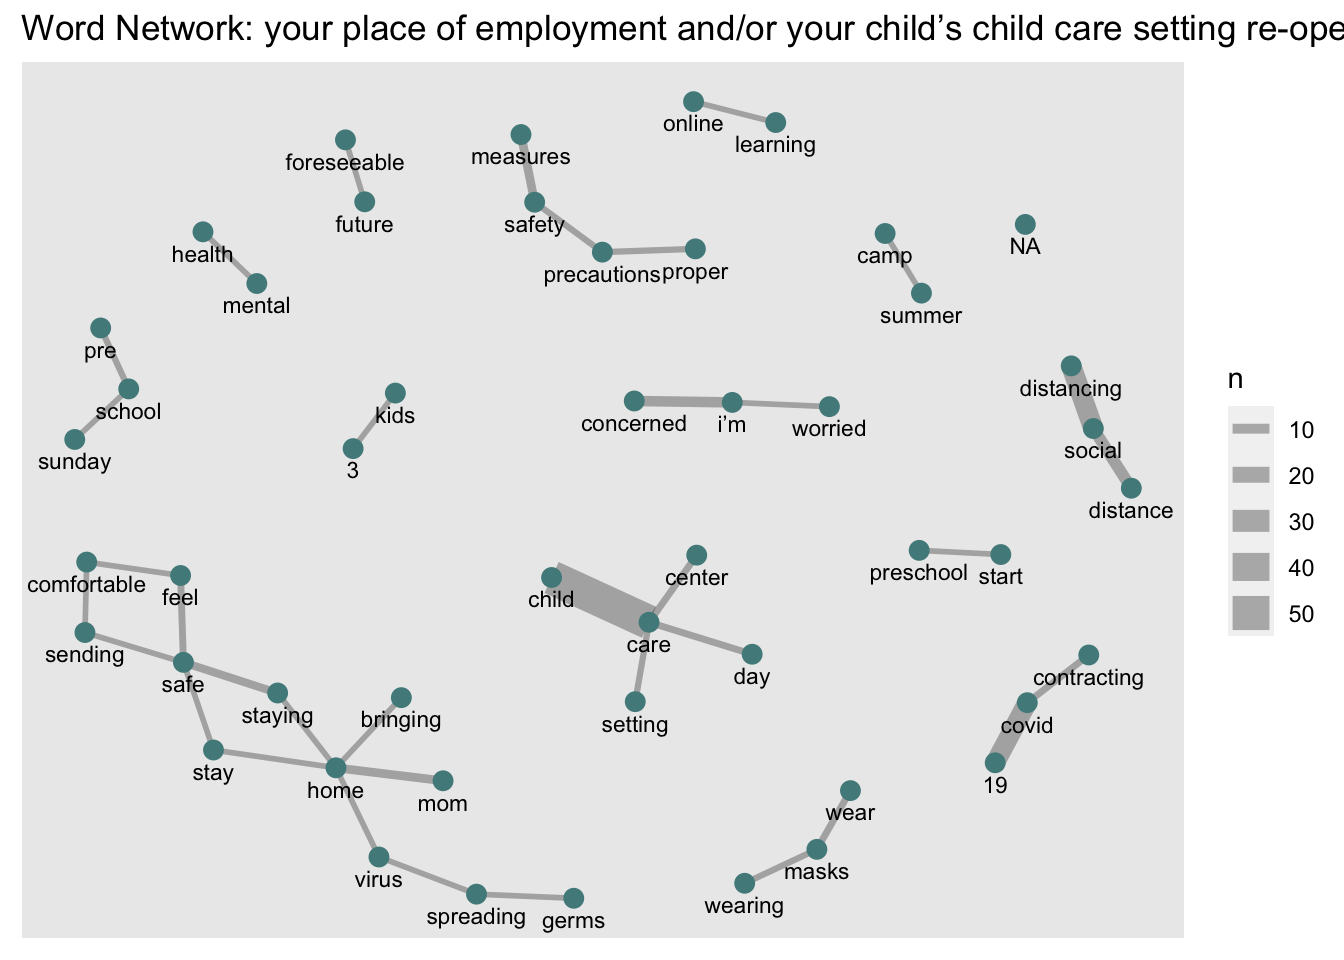 Word Network: your place of employment and/or your child’s child care setting re-ope
online
learning
foreseeable
measures
future
safety
health
precautions
proper
camp
NA
mental
summer
pre
school
sunday
kids
3
concerned
i’m
worried
distancing
social
distance
n
10
20
30
40
50
comfortable
feel
sending
safe
staying
bringing
stay
home
mom
virus
spreading
germs
child
center
care
day
setting
preschool
start
contracting
covid
19
wear
masks
wearing